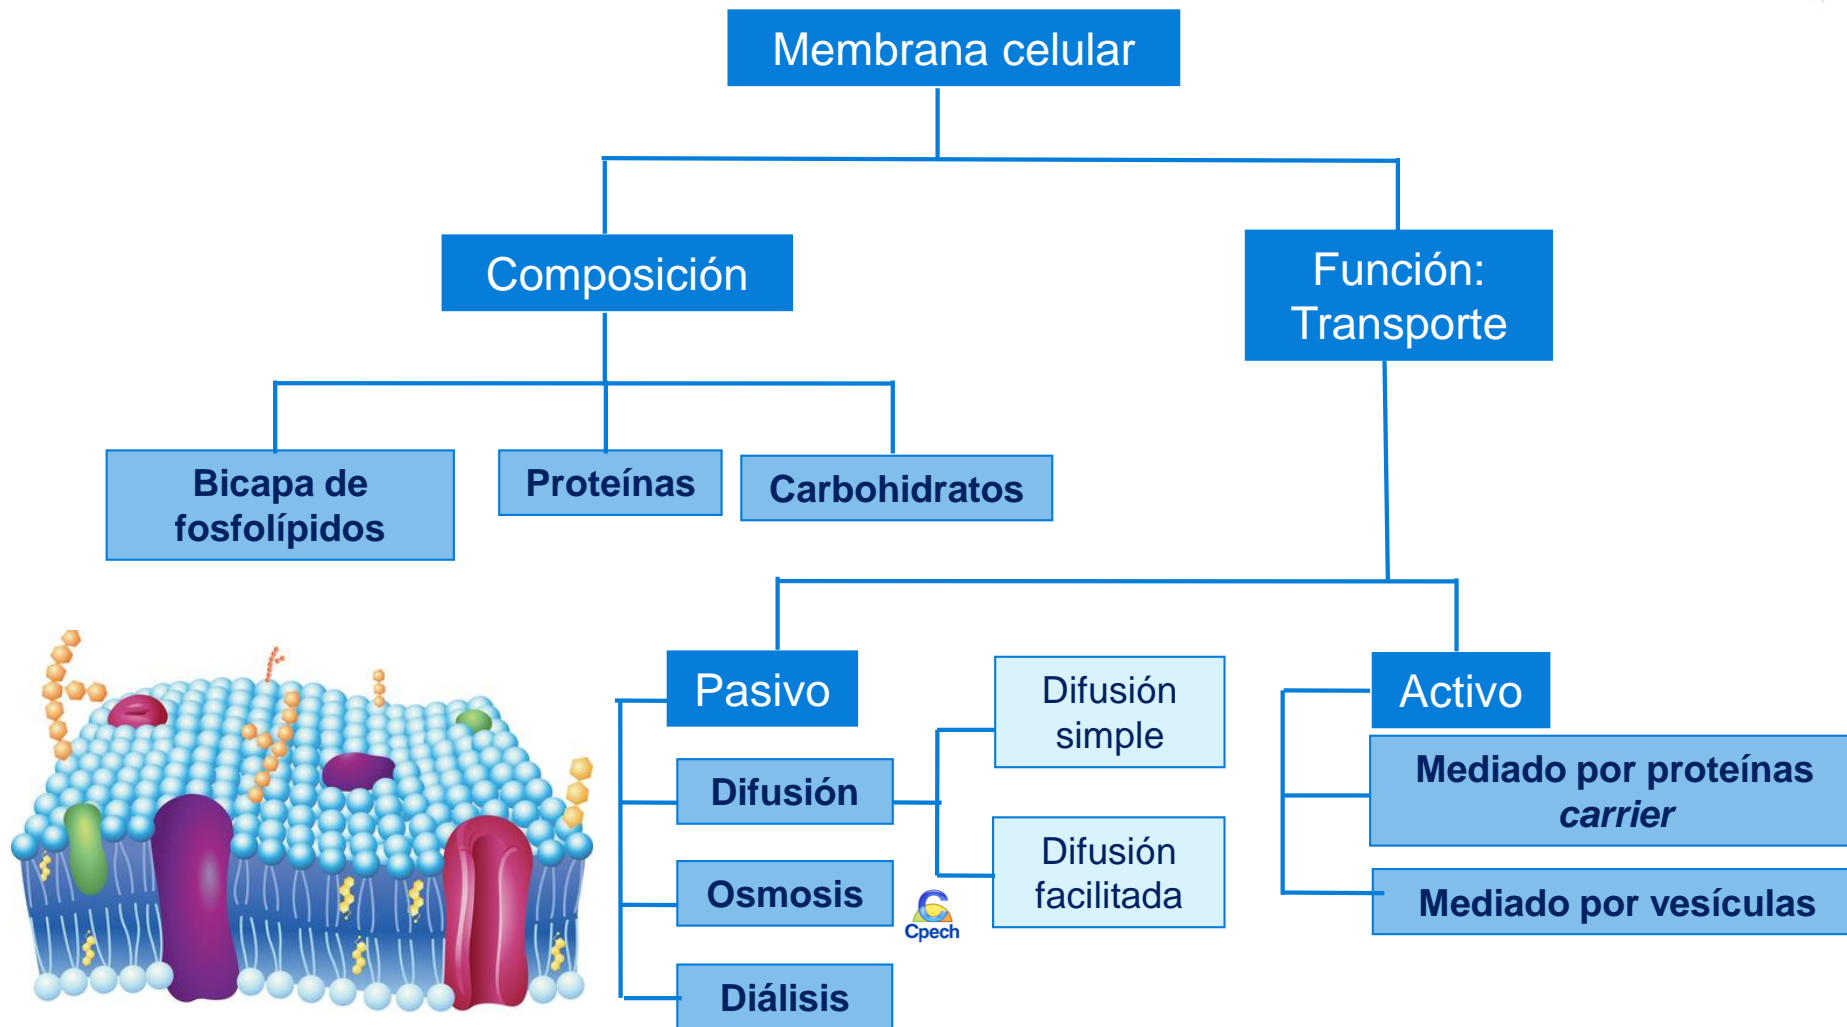 Membrana celular
Composición
Función:
Transporte
Bicapa de
fosfolípidos
Proteínas
Carbohidratos
Pasivo
Difusión
Osmosis
Diálisis
Difusión
simple
Difusión
facilitada
Cpech
Activo
Mediado por proteínas
carrier
Mediado por vesículas